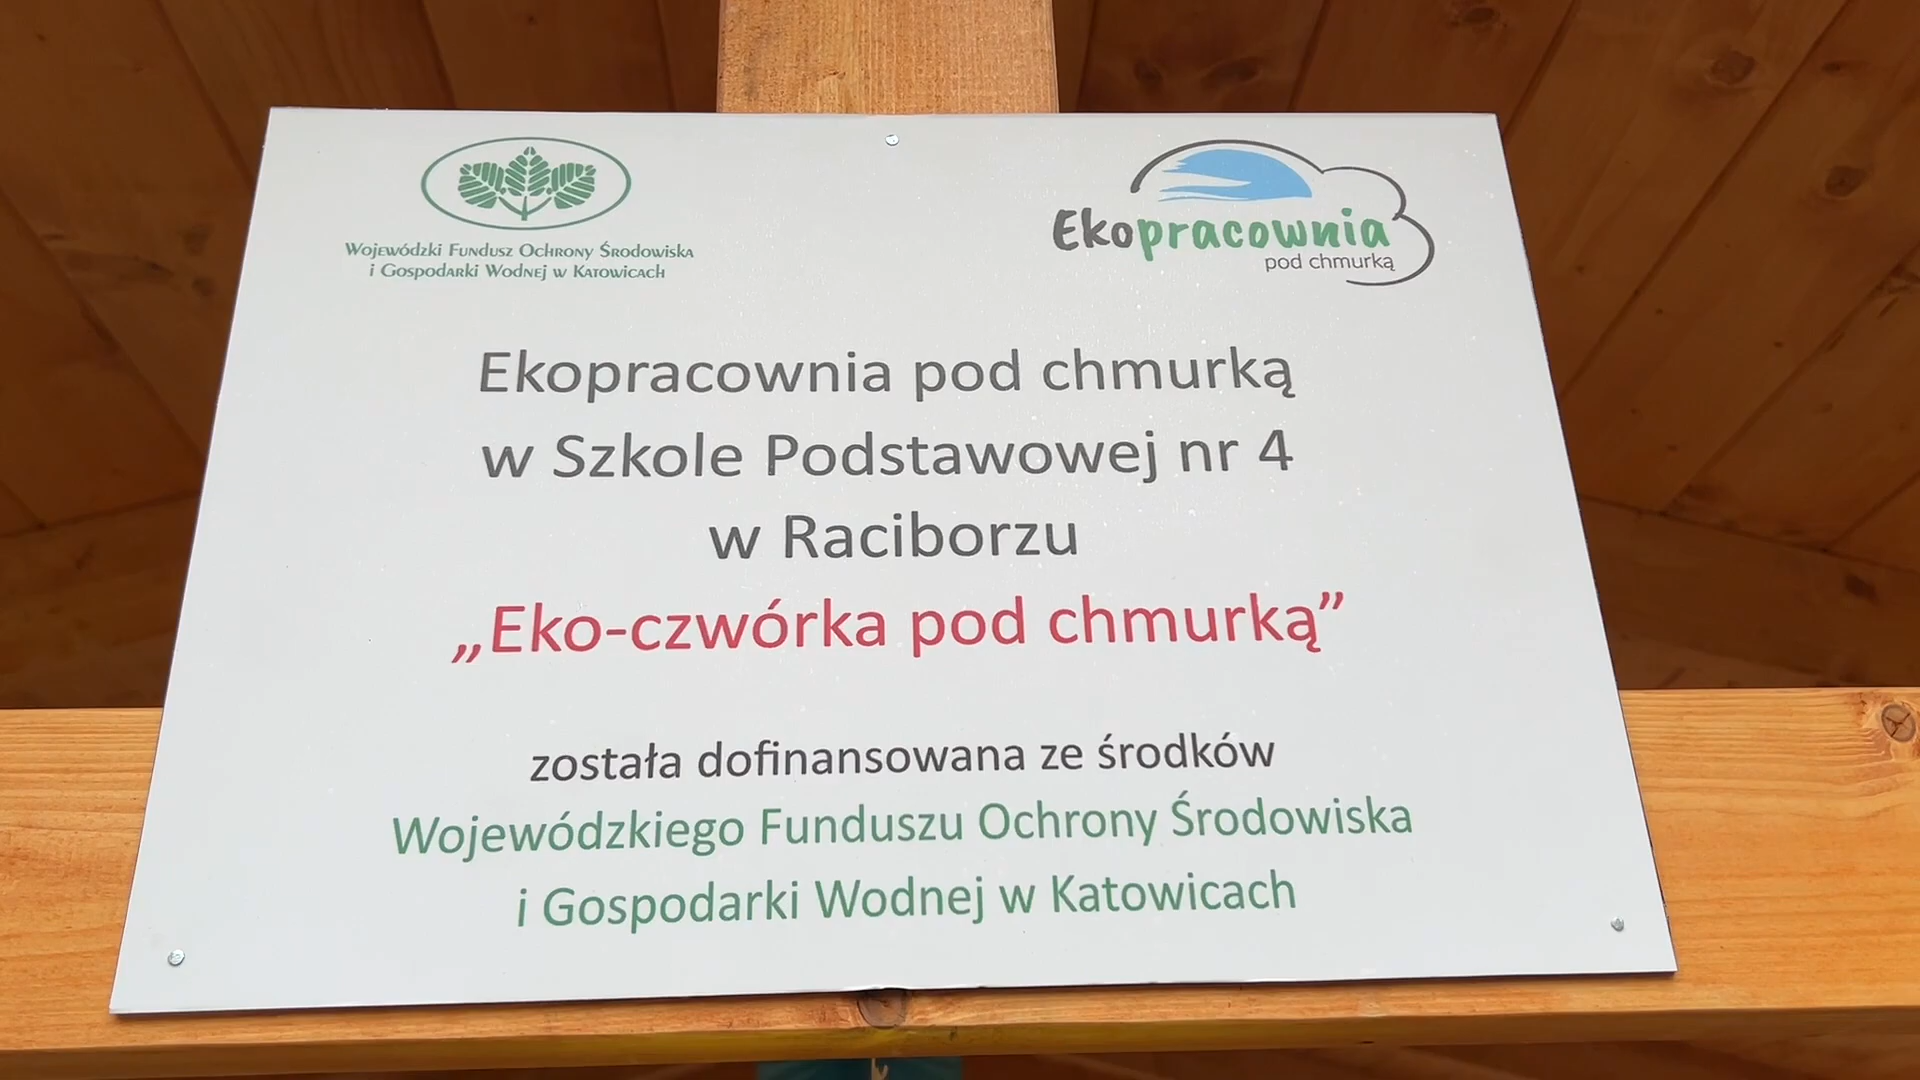 Wojewódzki Fundusz Ochrony Środowiska
i Gospodarki Wodnej w Katowicach
Ekopracownia
pod chmurką
Ekopracownia pod chmurką
w Szkole Podstawowej nr 4
w Raciborzu
„Eko-czwórka pod chmurką”
została dofinansowana ze środków
Wojewódzkiego Funduszu Ochrony Środowiska
i Gospodarki Wodnej w Katowicach